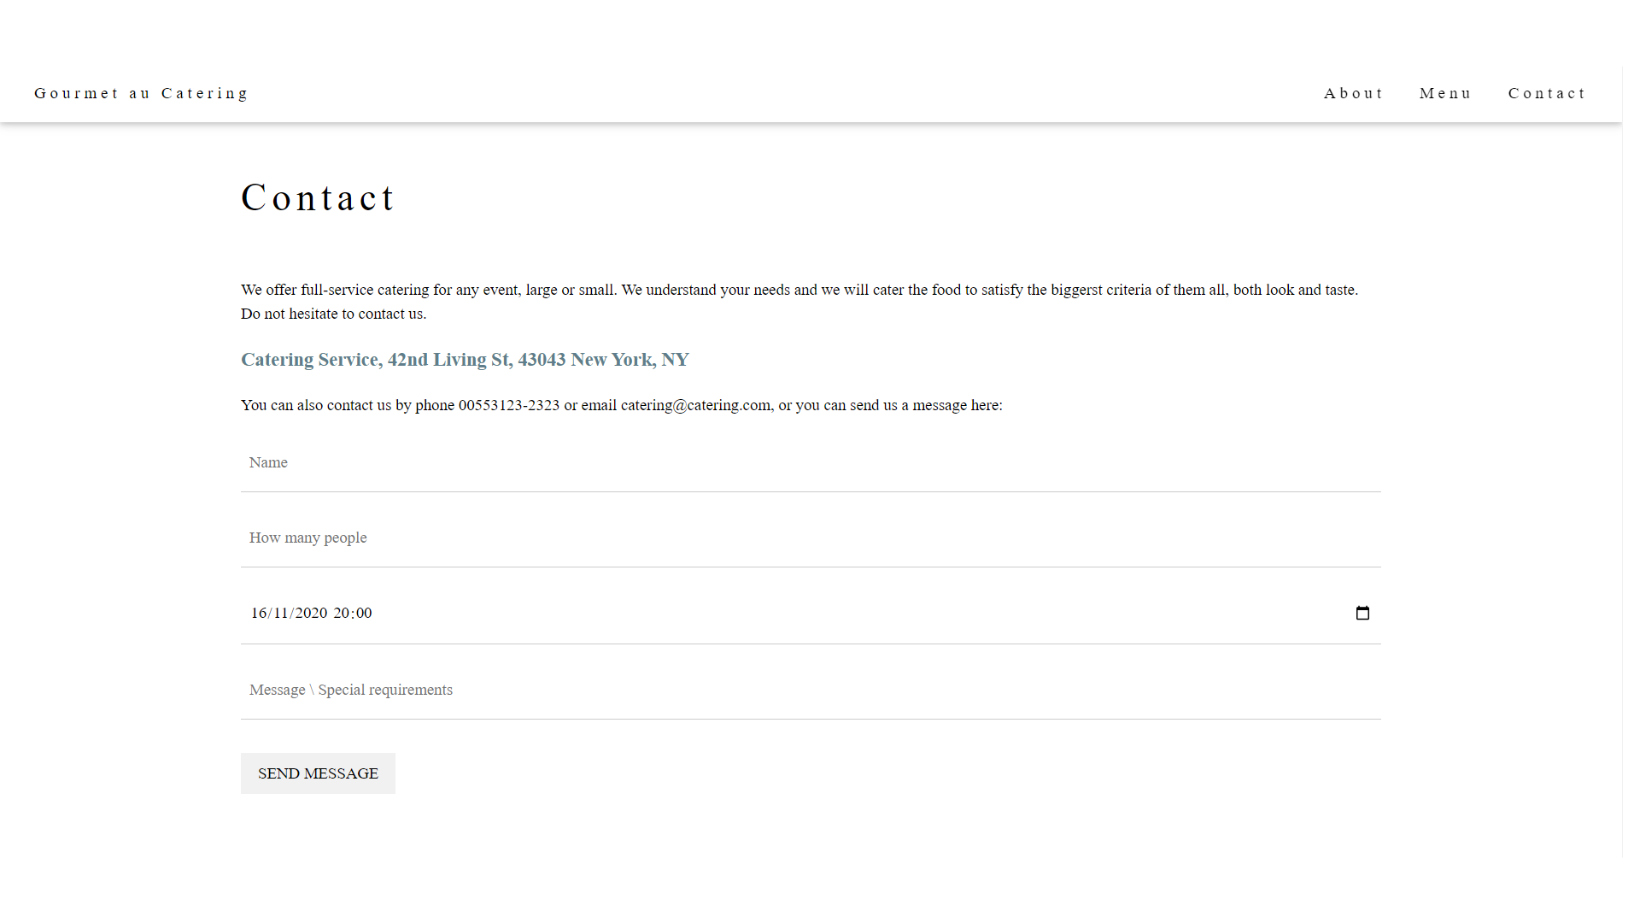 Gourmet au Catering
About Menu Contact
Contact
We offer full-service catering for any event, large or small. We understand your needs and we will cater the food to satisfy the biggerst criteria of them all, both look and taste.
Do not hesitate to contact us.
Catering Service, 42nd Living St, 43043 New York, NY
You can also contact us by phone 00553123-2323 or email catering@catering.com, or you can send us a message here:
Name
How many people
16/11/2020 20:00
Message \ Special requirements
SEND MESSAGE